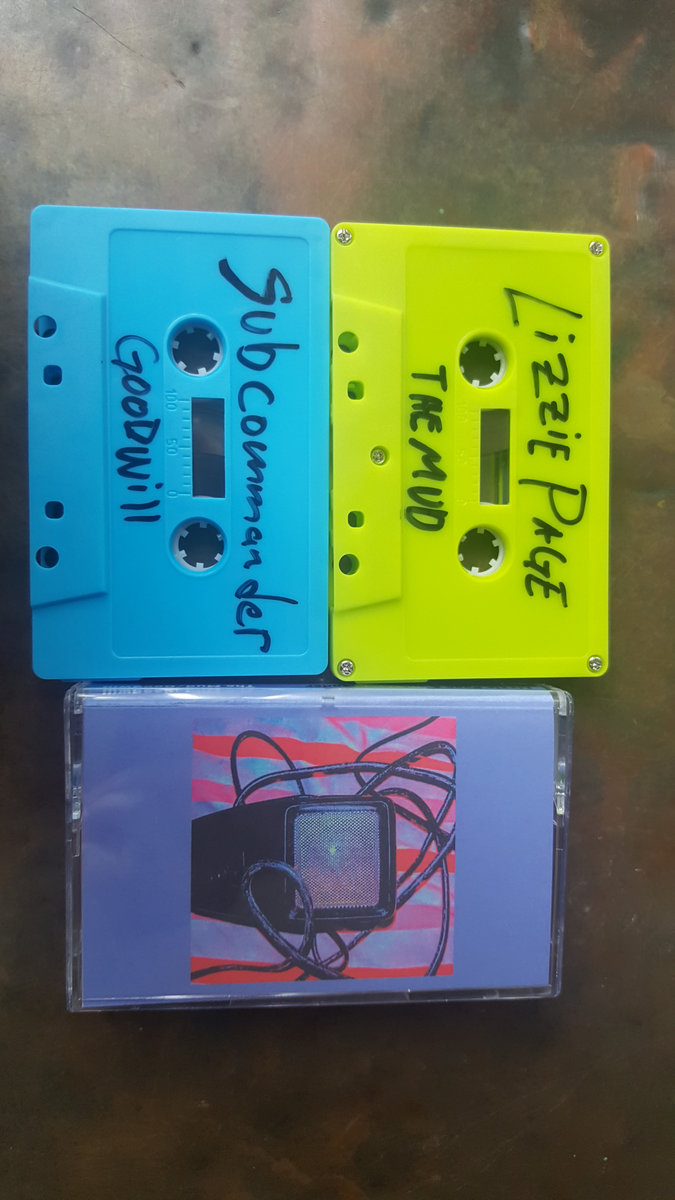 Subcommander
GOODWill
100 50 0
LIZZIE PAGE
THE MUD